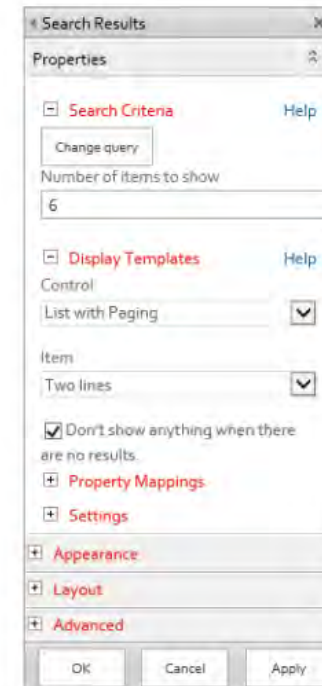 Search Results
Properties
Search Criteria Help
Change query
Number of items to show
6
Display Templates Help
Control
List with Paging
Item
Two lines
Don't show anything when there
are no results.
Property Mappings
Settings
Appearance
Layout
Advanced
OK Cancel Apply